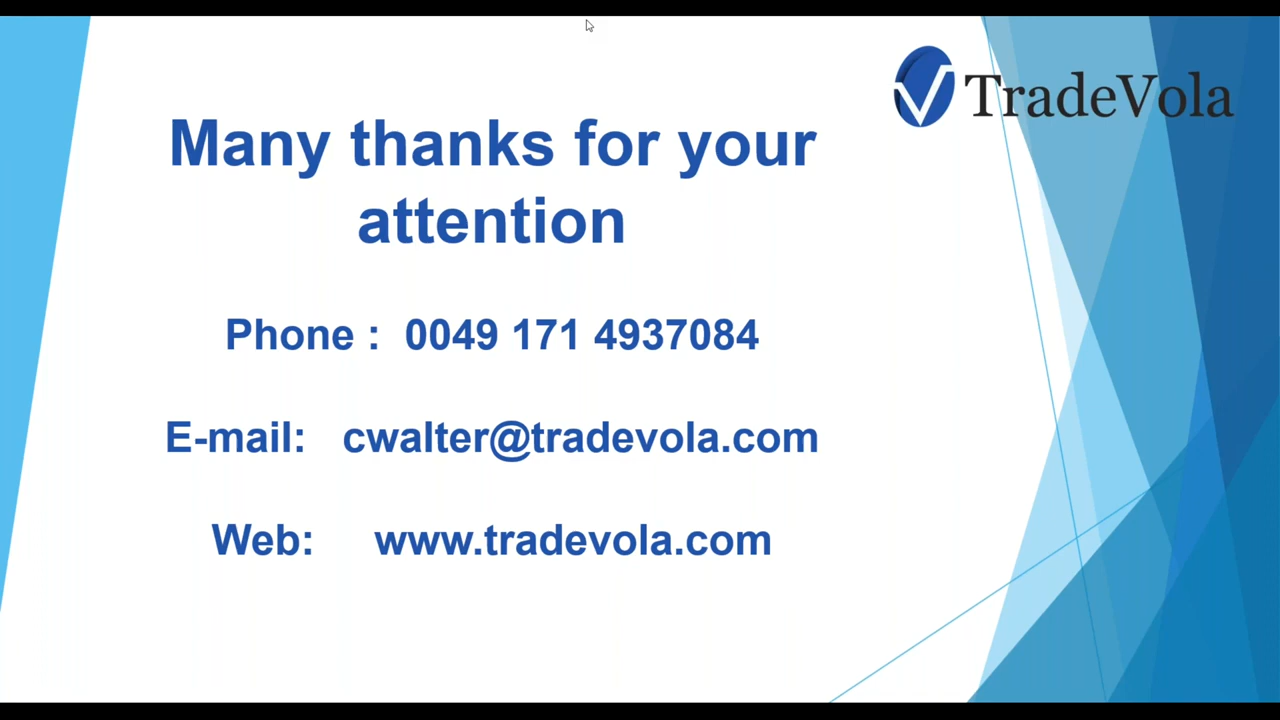 TradeVola
Many thanks for your
attention
Phone : 0049 171 4937084
E-mail: cwalter@tradevola.com
Web: www.tradevola.com